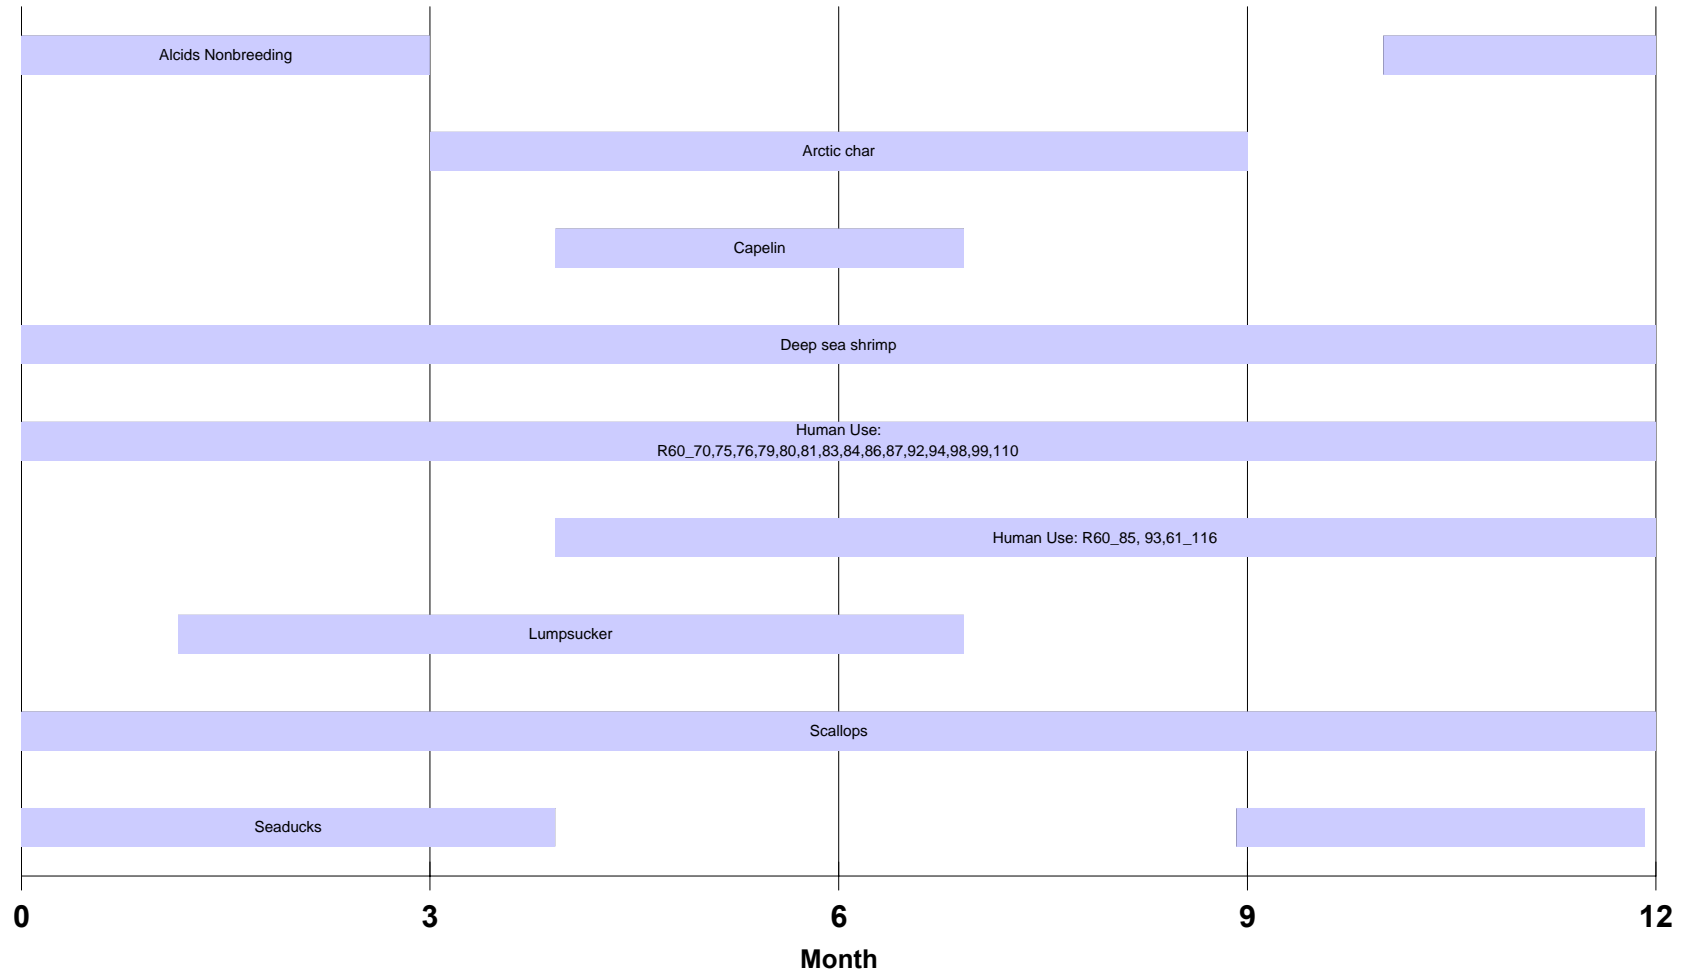 Alcids Nonbreeding
Arctic char
Capelin
Deep sea shrimp
Human Use:
R60_70,75,76,79,80,81,83,84,86,87,92,94,98,99,110
Human Use: R60_85, 93,61_116
Lumpsucker
Scallops
Seaducks
0 3 6 9 12
Month